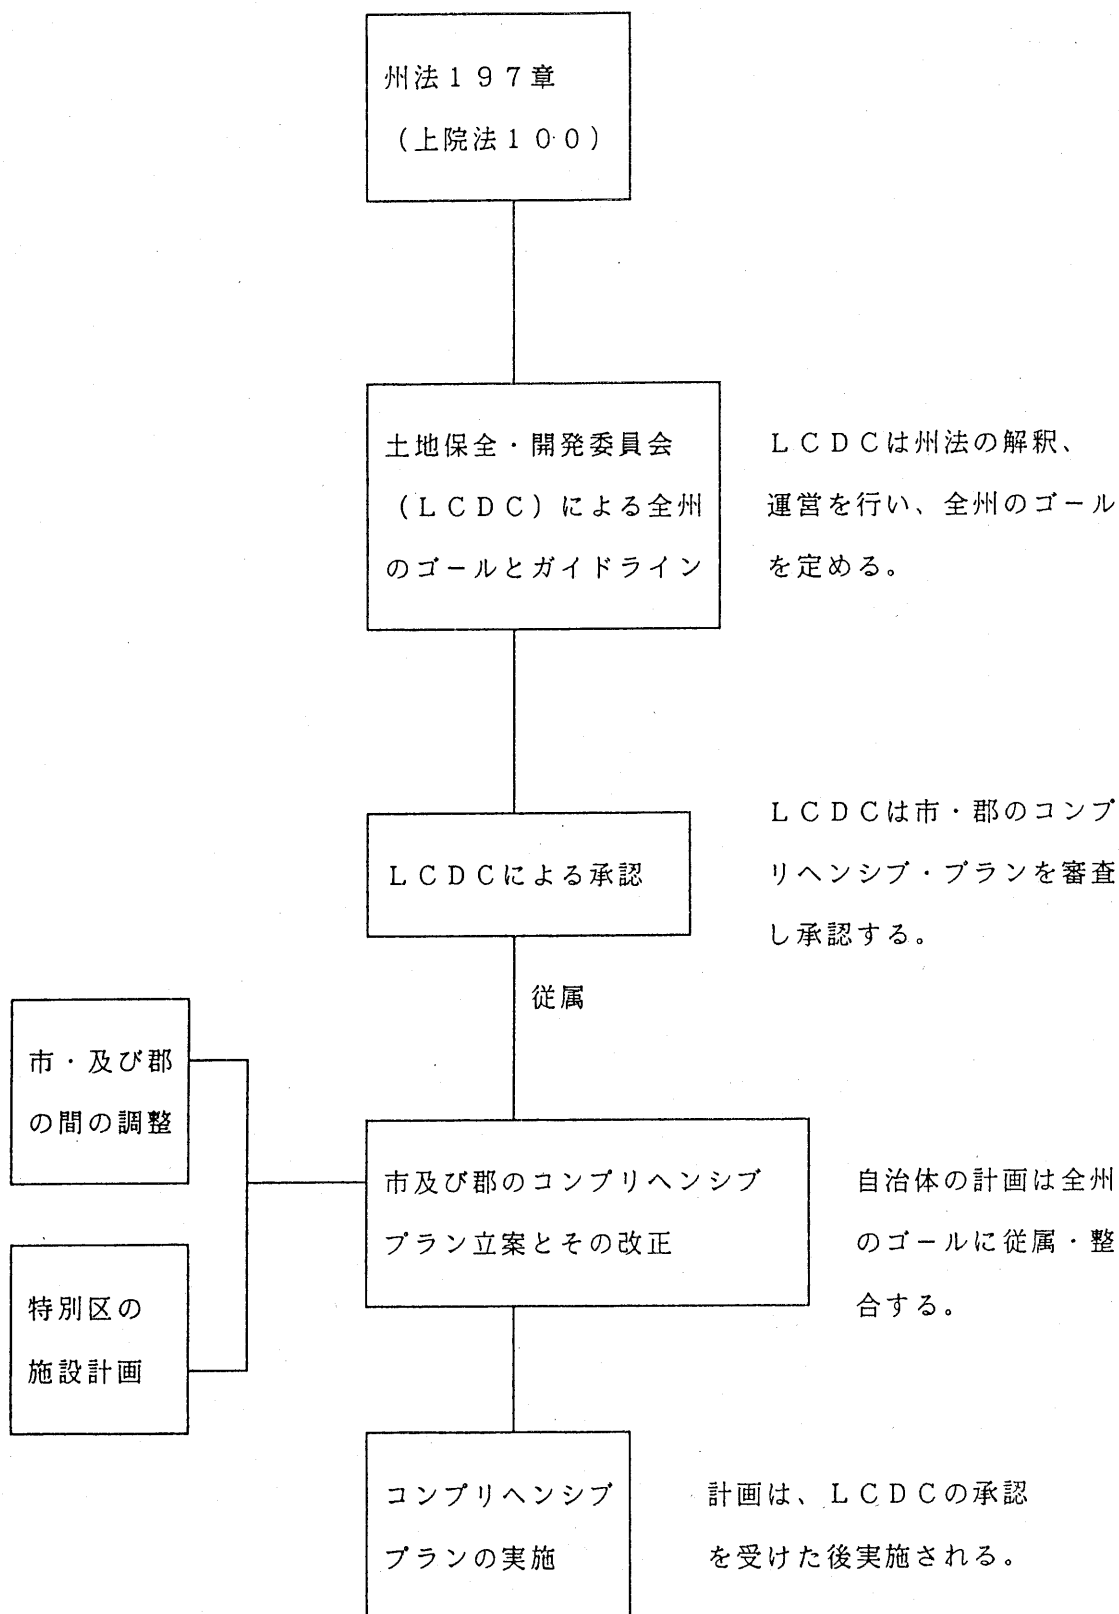 州法１９７章
（上院法１００）
土地保全・開発委員会
（ＬＣＤＣ）による全州
のゴールとガイドライン
ＬＣＤＣは州法の解釈、
運営を行い、全州のゴール
を定める。
ＬＣＤＣによる承認
ＬＣＤＣは市・郡のコンプ
リヘンシブ・プランを審査
し承認する。
従属
市・及び郡
の間の調整
特別区の
施設計画
市及び郡のコンプリヘンシブ
プラン立案とその改正
自治体の計画は全州
のゴールに従属・整
合する。
コンプリヘンシブ
プランの実施
計画は、ＬＣＤＣの承認
を受けた後実施される。